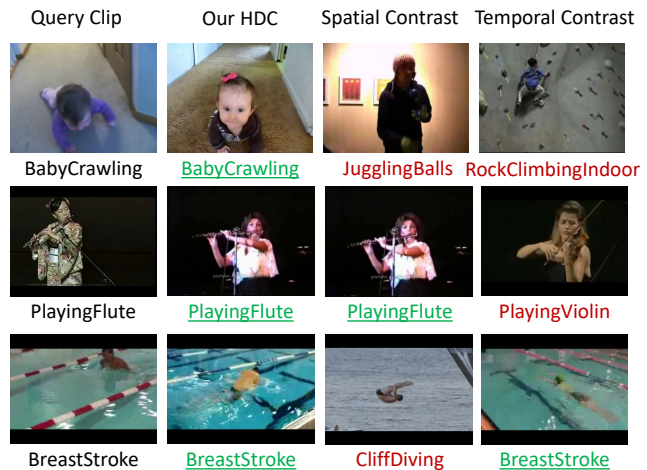 Query Clip Our HDC Spatial Contrast Temporal Contrast
BabyCrawling BabyCrawling JugglingBalls RockClimbingIndoor
PlayingFlute PlayingFlute PlayingFlute PlayingViolin
BreastStroke BreastStroke CliffDiving BreastStroke